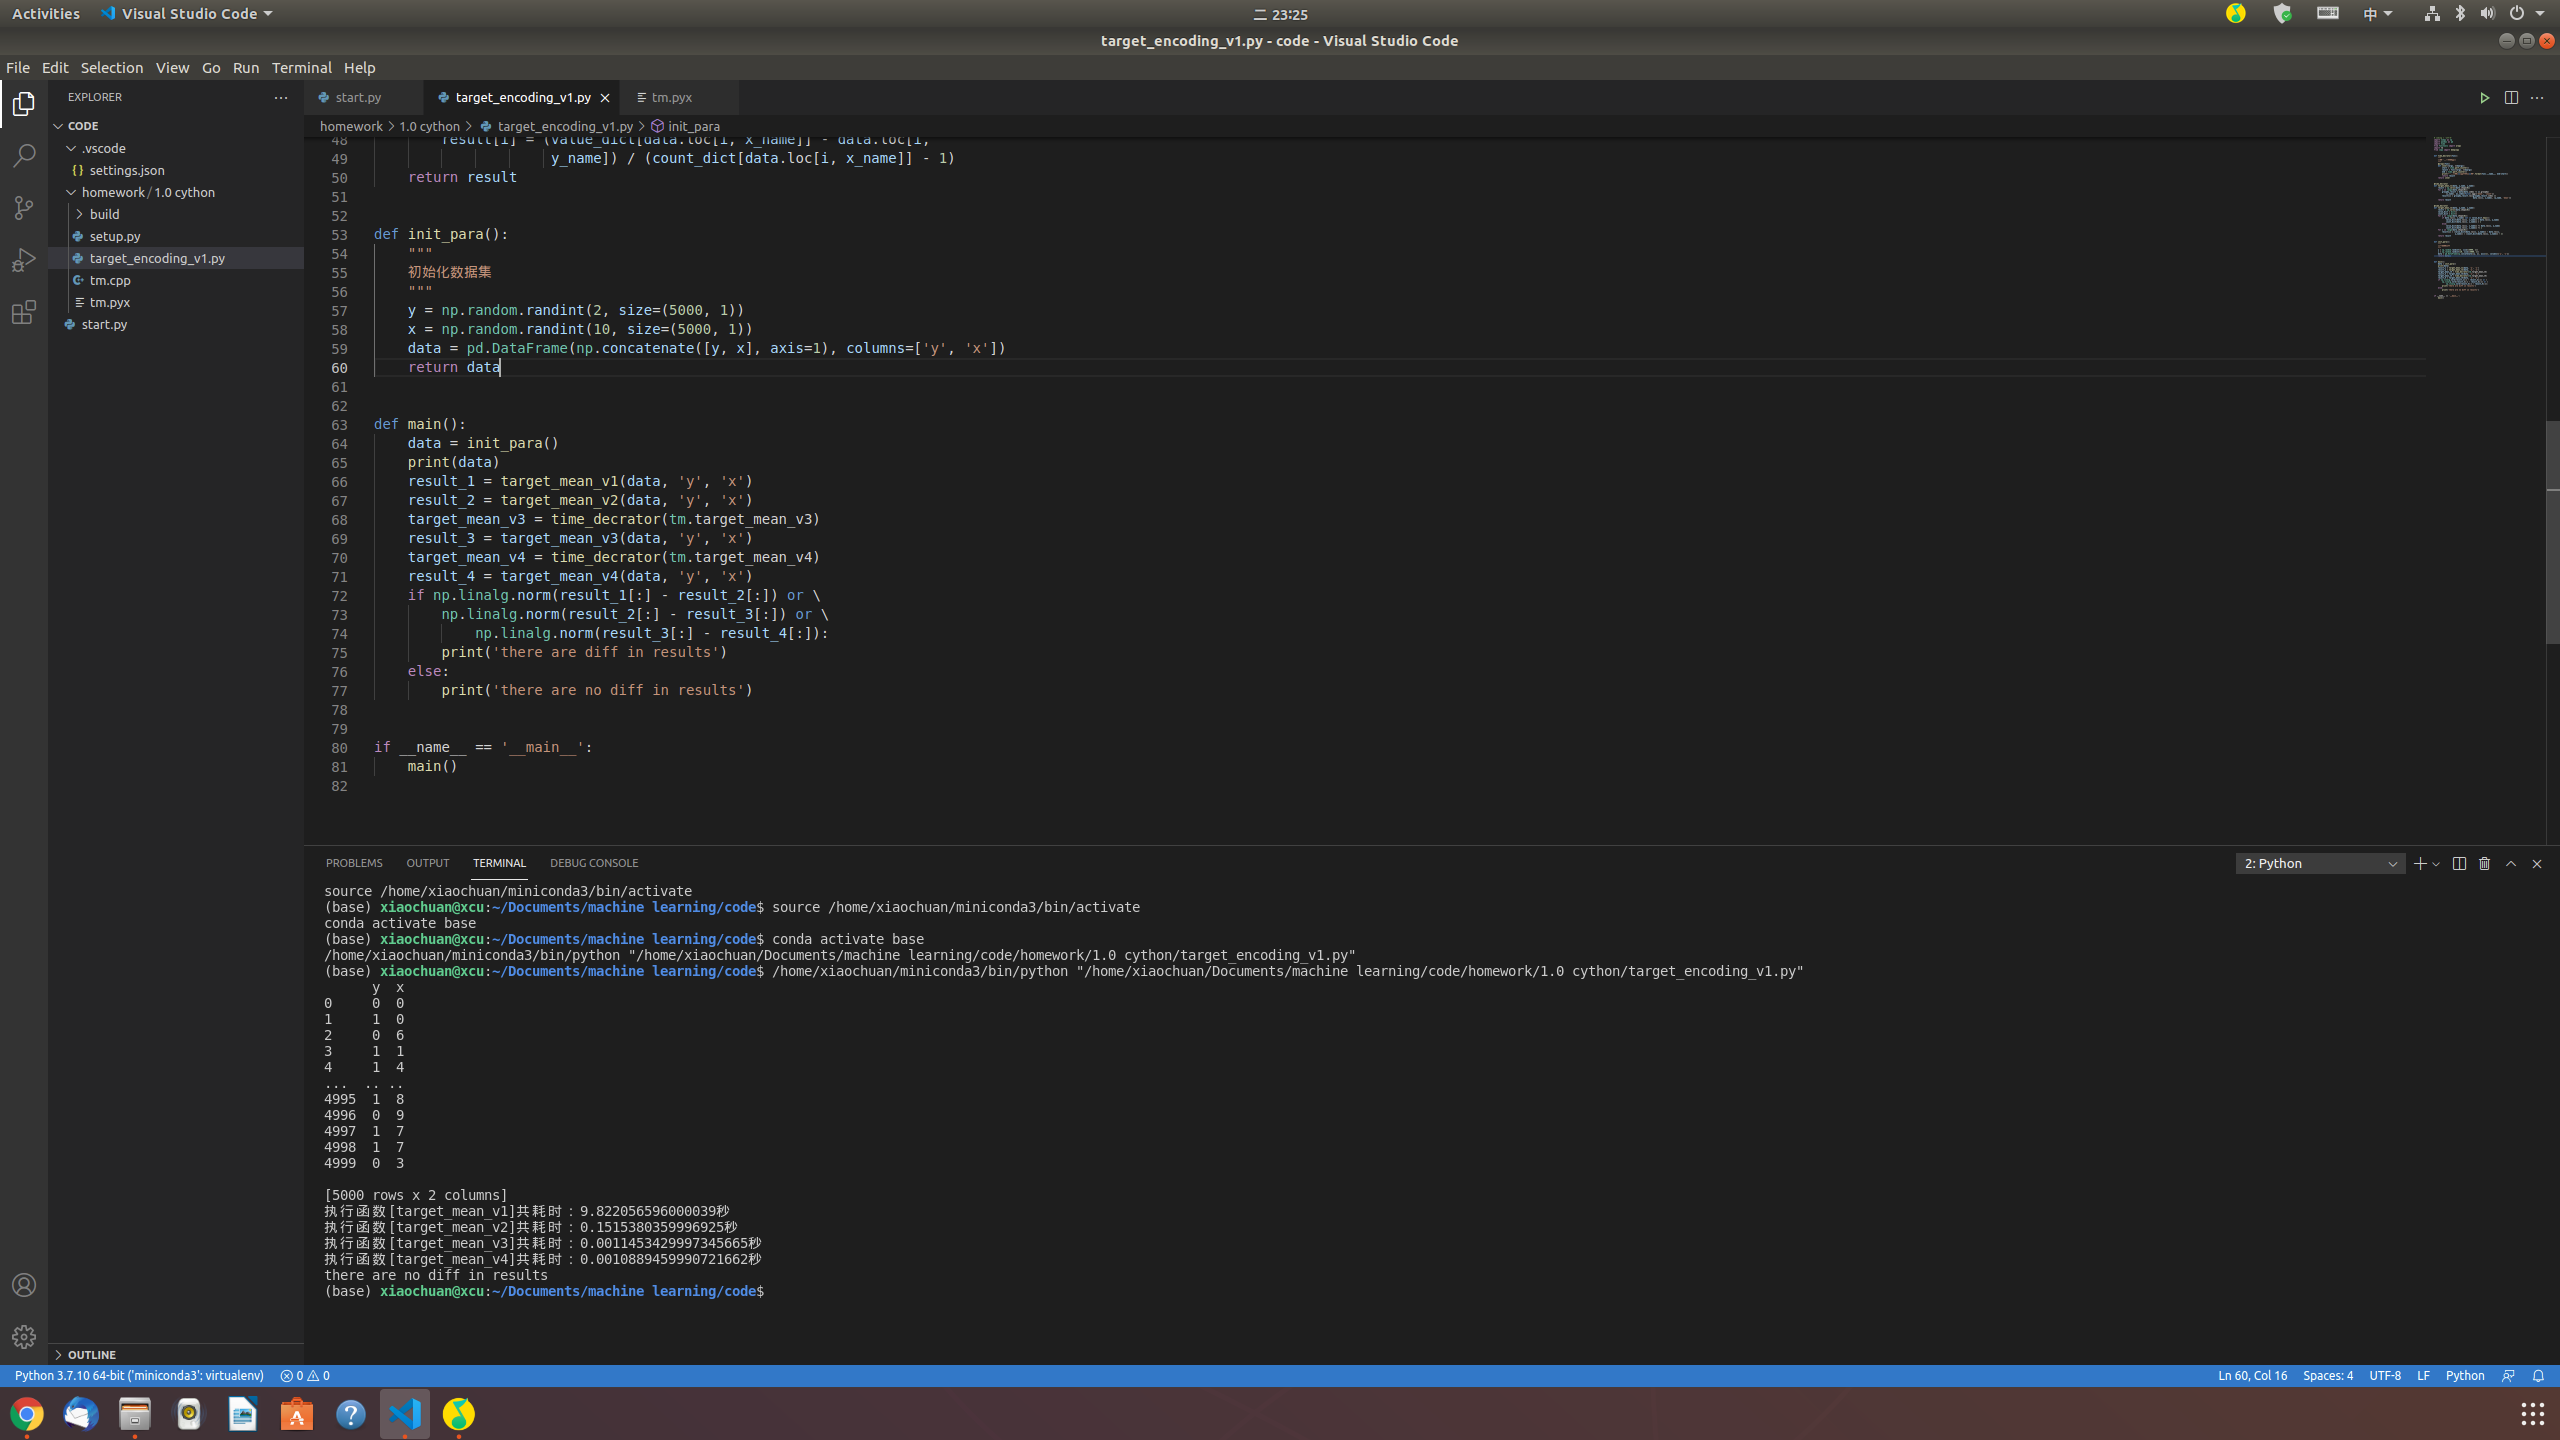 Activities
Visual Studio Code
二 23:25
中
target_encoding_v1.py - code - Visual Studio Code
File Edit Selection View Go Run Terminal Help
EXPLORER
CODE
.vscode
settings.json
homework / 1.0 cython
build
setup.py
target_encoding_v1.py
tm.cpp
tm.pyx
start.py
OUTLINE
start.py
target_encoding_v1.py
tm.pyx
homework > 1.0 cython > target_encoding_v1.py > init_para
48 result[i] = (value_dict[data.loc[i, x_name]] - data.loc[i,
49 y_name]) / (count_dict[data.loc[i, x_name]] - 1)
50 return result
51
52
53 def init_para():
54 """
55 初始化数据集
56 """
57 y = np.random.randint(2, size=(5000, 1))
58 x = np.random.randint(10, size=(5000, 1))
59 data = pd.DataFrame(np.concatenate([y, x], axis=1), columns=['y', 'x'])
60 return data
61
62
63 def main():
64 data = init_para()
65 print(data)
66 result_1 = target_mean_v1(data, 'y', 'x')
67 result_2 = target_mean_v2(data, 'y', 'x')
68 target_mean_v3 = time_decrator(tm.target_mean_v3)
69 result_3 = target_mean_v3(data, 'y', 'x')
70 target_mean_v4 = time_decrator(tm.target_mean_v4)
71 result_4 = target_mean_v4(data, 'y', 'x')
72 if np.linalg.norm(result_1[:] - result_2[:]) or \
73 np.linalg.norm(result_2[:] - result_3[:]) or \
74 np.linalg.norm(result_3[:] - result_4[:]):
75 print('there are diff in results')
76 else:
77 print('there are no diff in results')
78
79
80 if __name__ == '__main__':
81 main()
82
PROBLEMS OUTPUT TERMINAL DEBUG CONSOLE
2: Python
source /home/xiaochuan/miniconda3/bin/activate
(base) xiaochuan@xcu:~/Documents/machine learning/code$ source /home/xiaochuan/miniconda3/bin/activate
conda activate base
(base) xiaochuan@xcu:~/Documents/machine learning/code$ conda activate base
/home/xiaochuan/miniconda3/bin/python "/home/xiaochuan/Documents/machine learning/code/homework/1.0 cython/target_encoding_v1.py"
(base) xiaochuan@xcu:~/Documents/machine learning/code$ /home/xiaochuan/miniconda3/bin/python "/home/xiaochuan/Documents/machine learning/code/homework/1.0 cython/target_encoding_v1.py"
y x
0 0 0
1 1 0
2 0 6
3 1 1
4 1 4
... .. ..
4995 1 8
4996 0 9
4997 1 7
4998 1 7
4999 0 3
[5000 rows x 2 columns]
执行函数[target_mean_v1]共耗时：9.822056596000039秒
执行函数[target_mean_v2]共耗时：0.1515380359996925秒
执行函数[target_mean_v3]共耗时：0.0011453429997345665秒
执行函数[target_mean_v4]共耗时：0.0010889459990721662秒
there are no diff in results
(base) xiaochuan@xcu:~/Documents/machine learning/code$
Python 3.7.10 64-bit ('miniconda3': virtualenv) 0 0
Ln 60, Col 16 Spaces: 4 UTF-8 LF Python